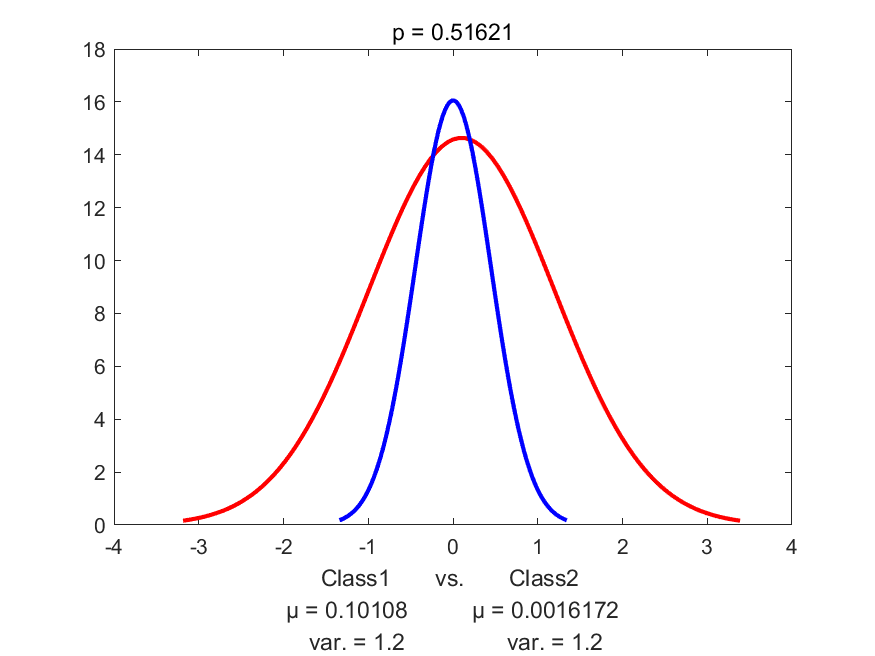 p = 0.51621
18
16
14
12
10
8
6
4
2
0
-4 -3 -2 -1 0 1 2 3 4
Class1 vs. Class2
μ = 0.10108 μ = 0.0016172
var. = 1.2 var. = 1.2